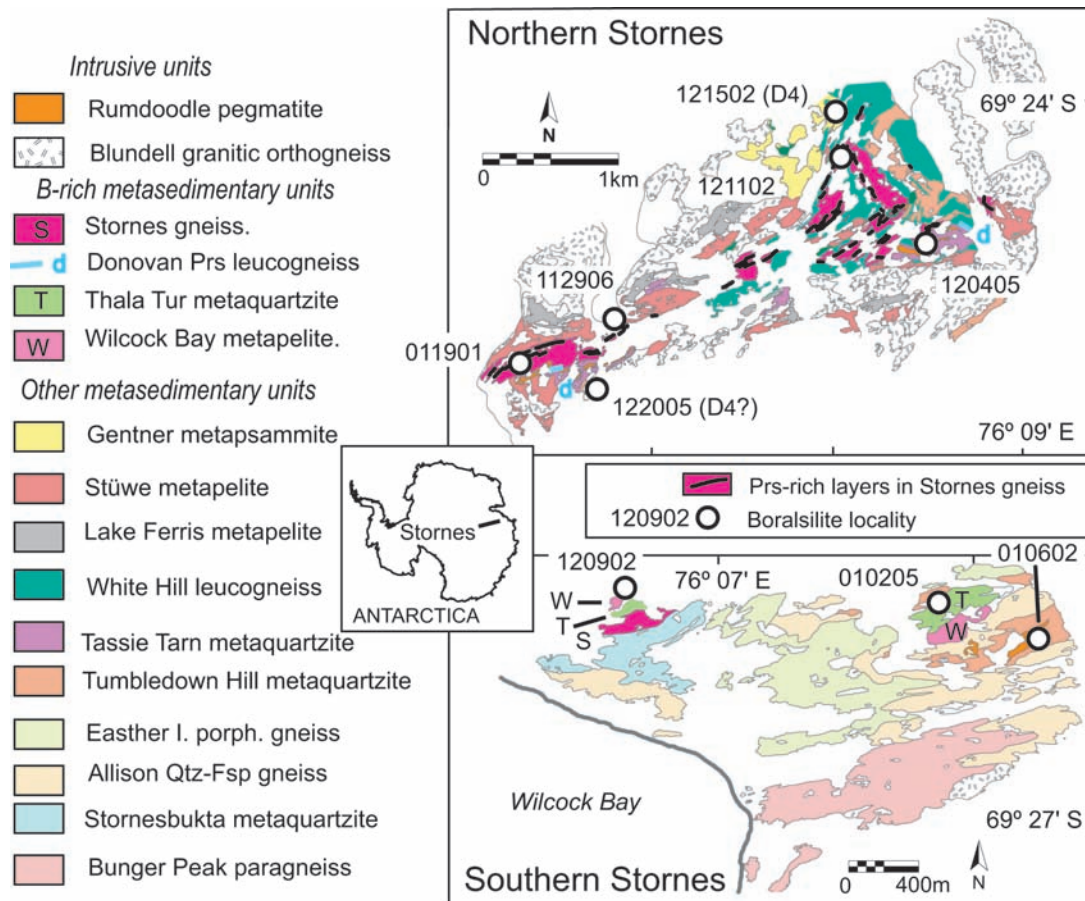 Intrusive units
Rumdoodle pegmatite
Blundell granitic orthogneiss
B-rich metasedimentary units
S Stornes gneiss.
d Donovan Prs leucogneiss
T Thala Tur metaquartzite
W Wilcock Bay metapelite.
Other metasedimentary units
Gentner metapsammite
Stüwe metapelite
Lake Ferris metapelite
White Hill leucogneiss
Tassie Tarn metaquartzite
Tumbledown Hill metaquartzite
Easther I. porph. gneiss
Allison Qtz-Fsp gneiss
Stornesbukta metaquartzite
Bunger Peak paragneiss
Northern Stornes
N
0 1km
121502 (D4)
69º 24' S
121102
d
112906
120405
011901
d
122005 (D4?)
76º 09' E
Stornes
ANTARCTICA
Prs-rich layers in Stornes gneiss
120902 Boralsilite locality
120902
76º 07' E
010205
010602
W
T
S
T
W
Wilcock Bay
69º 27' S
Southern Stornes
0 400m
N